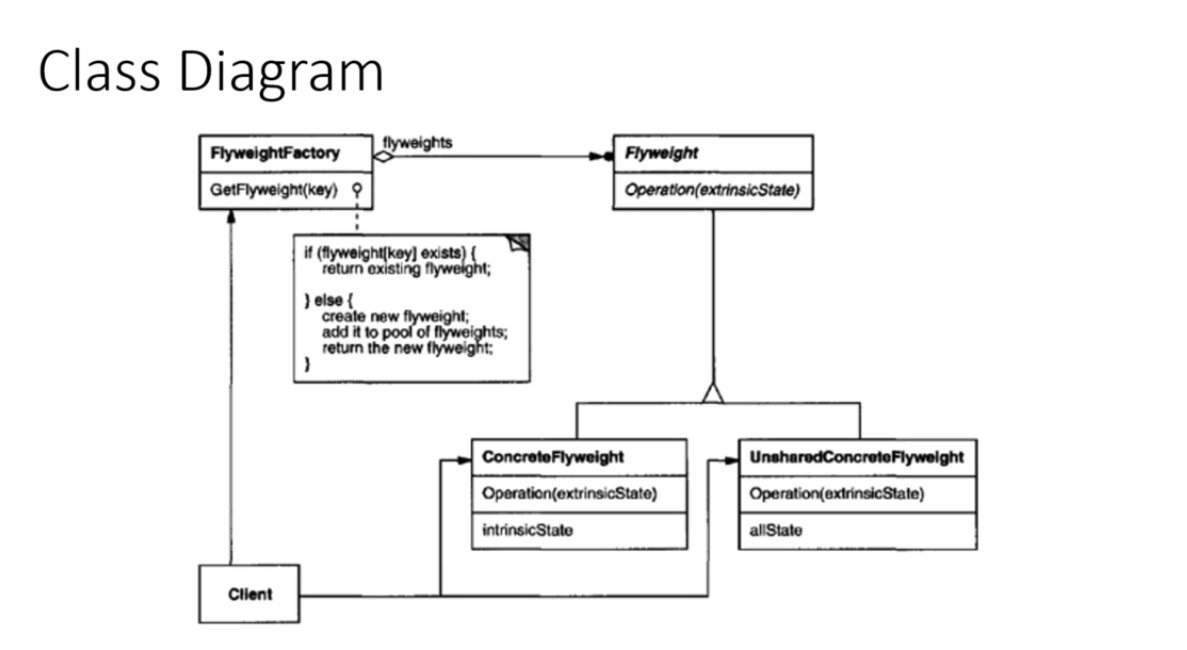 Class Diagram
FlyweightFactory
flyweights
Flyweight
GetFlyweight(key)
Operation(extrinsicState)
if (flyweight[key] exists) {
return existing flyweight;
} else {
create new flyweight;
add it to pool of flyweights;
return the new flyweight;
}
ConcreteFlyweight
Operation(extrinsicState)
intrinsicState
UnsharedConcreteFlyweight
Operation(extrinsicState)
allState
Client